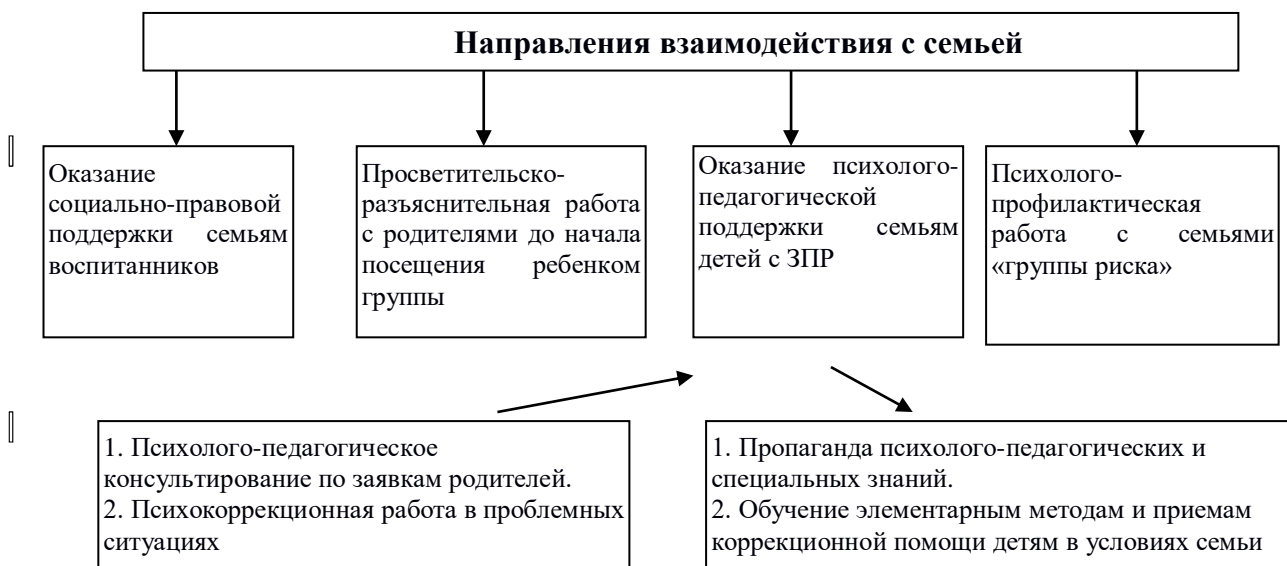 Направления взаимодействия с семьей
Оказание
социально-правовой
поддержки семьям
воспитанников
Просветительско-
разъяснительная работа
с родителями до начала
посещения ребенком
группы
Оказание психолого-
педагогической
поддержки семьям
детей с ЗПР
Психолого-
профилактическая
работа с семьями
«группы риска»
1. Психолого-педагогическое
консультирование по заявкам родителей.
2. Психокоррекционная работа в проблемных
ситуациях
1. Пропаганда психолого-педагогических и
специальных знаний.
2. Обучение элементарным методам и приемам
коррекционной помощи детям в условиях семьи